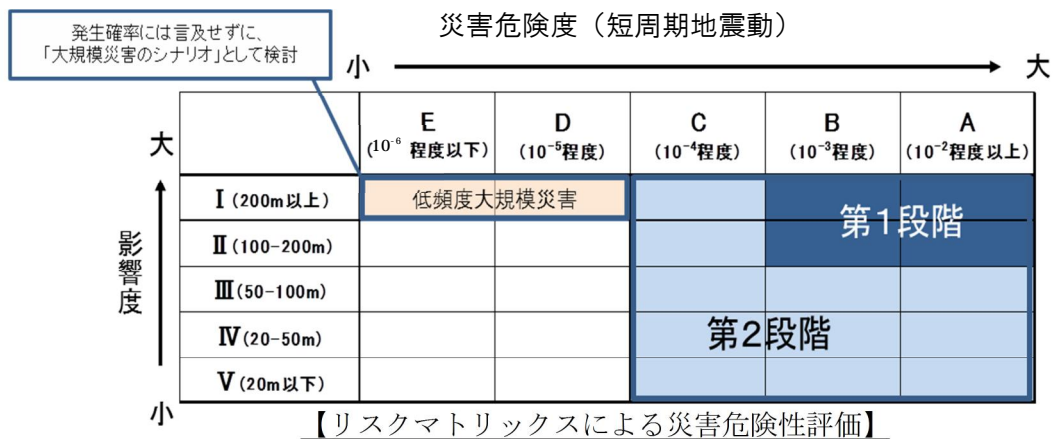 発生確率には言及せずに、
「大規模災害のシナリオ」として検討
災害危険度(短周期地震動)
小
大
E
(10⁻⁶ 程度以下)
D
(10⁻⁵程度)
C
(10⁻⁴程度)
B
(10⁻³程度)
A
(10⁻²程度以上)
大
影響度
小
Ⅰ(200m以上)
低頻度大規模災害
第1段階
Ⅱ(100-200m)
Ⅲ(50-100m)
Ⅳ(20-50m)
第2段階
Ⅴ(20m以下)
【リスクマトリックスによる災害危険性評価】